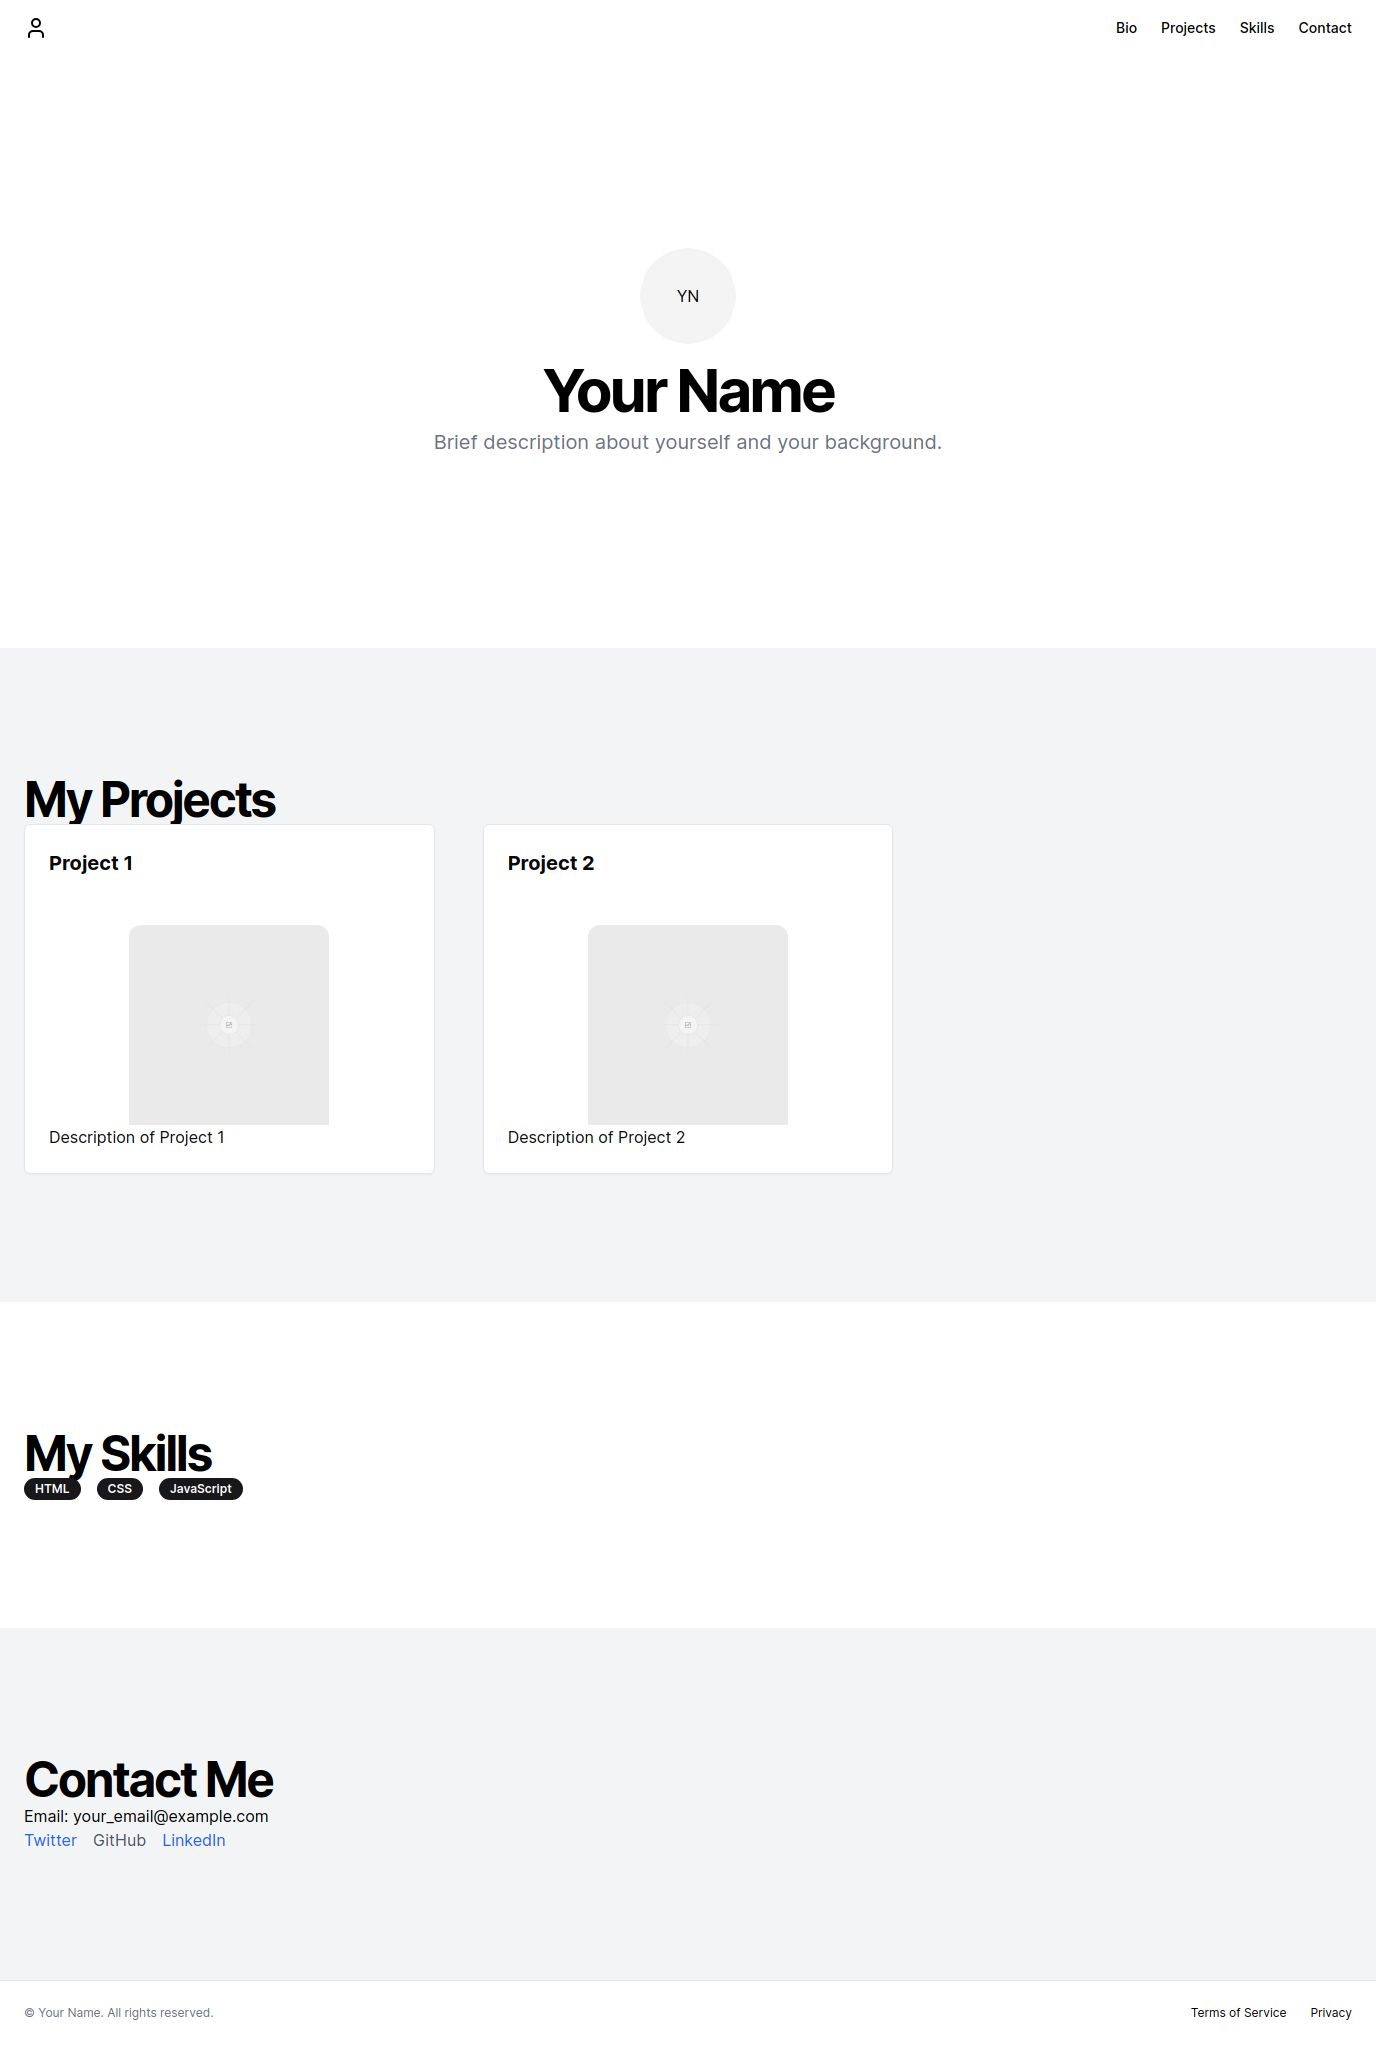 Bio Projects Skills Contact
YN
Your Name
Brief description about yourself and your background.
My Projects
Project 1
Project 2
Description of Project 1
Description of Project 2
My Skills
HTML CSS JavaScript
Contact Me
Email: your_email@example.com
Twitter GitHub LinkedIn
© Your Name. All rights reserved.
Terms of Service Privacy